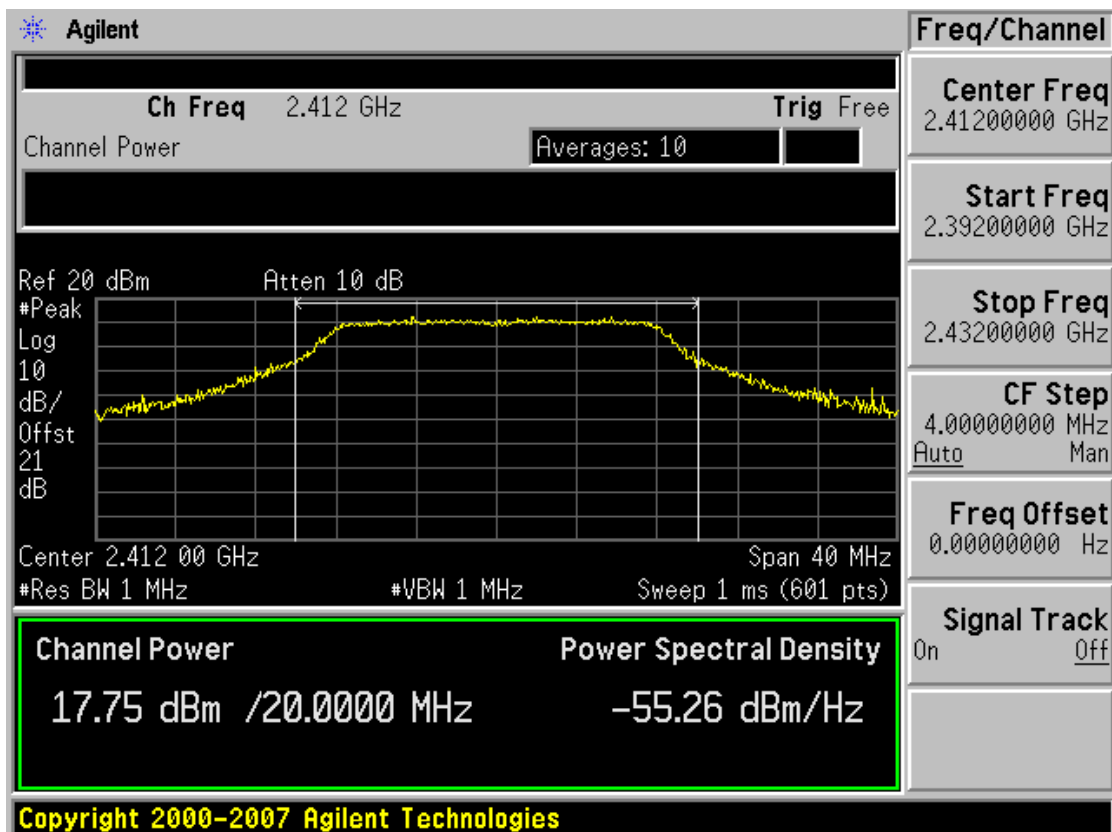 Agilent
Freq/Channel
Ch Freq 2.412 GHz Trig Free
Channel Power Averages: 10
Ref 20 dBm Atten 10 dB
#Peak
Log
10
dB/
Offst
21
dB
Center 2.412 00 GHz Span 40 MHz
#Res BW 1 MHz #VBW 1 MHz Sweep 1 ms (601 pts)
Channel Power Power Spectral Density
17.75 dBm /20.0000 MHz -55.26 dBm/Hz
Copyright 2000-2007 Agilent Technologies
Center Freq
2.41200000 GHz
Start Freq
2.39200000 GHz
Stop Freq
2.43200000 GHz
CF Step
4.00000000 MHz
Auto Man
Freq Offset
0.00000000 Hz
Signal Track
On Off